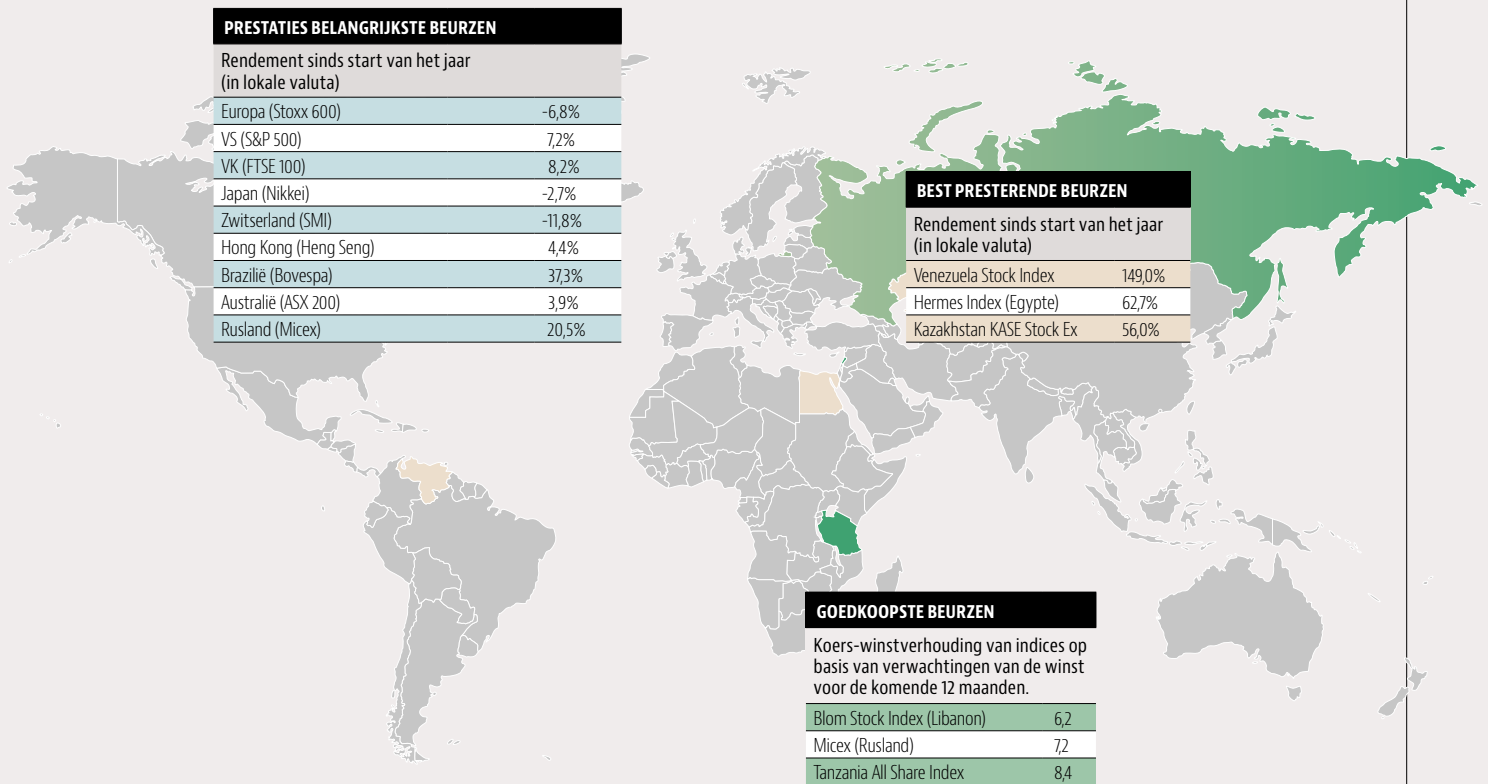 PRESTATIES BELANGRIJKSTE BEURZEN
Rendement sinds start van het jaar
(in lokale valuta)
Europa (Stoxx 600) -6,8%
VS (S&P 500) 7,2%
VK (FTSE 100) 8,2%
Japan (Nikkei) -2,7%
Zwitserland (SMI) -11,8%
Hong Kong (Heng Seng) 4,4%
Brazilië (Bovespa) 37,3%
Australië (ASX 200) 3,9%
Rusland (Micex) 20,5%
BEST PRESTERENDE BEURZEN
Rendement sinds start van het jaar
(in lokale valuta)
Venezuela Stock Index 149,0%
Hermes Index (Egypte) 62,7%
Kazakhstan KASE Stock Ex 56,0%
GOEDKOOPSTE BEURZEN
Koers-winstverhouding van indices op
basis van verwachtingen van de winst
voor de komende 12 maanden.
Blom Stock Index (Libanon) 6,2
Micex (Rusland) 7,2
Tanzania All Share Index 8,4